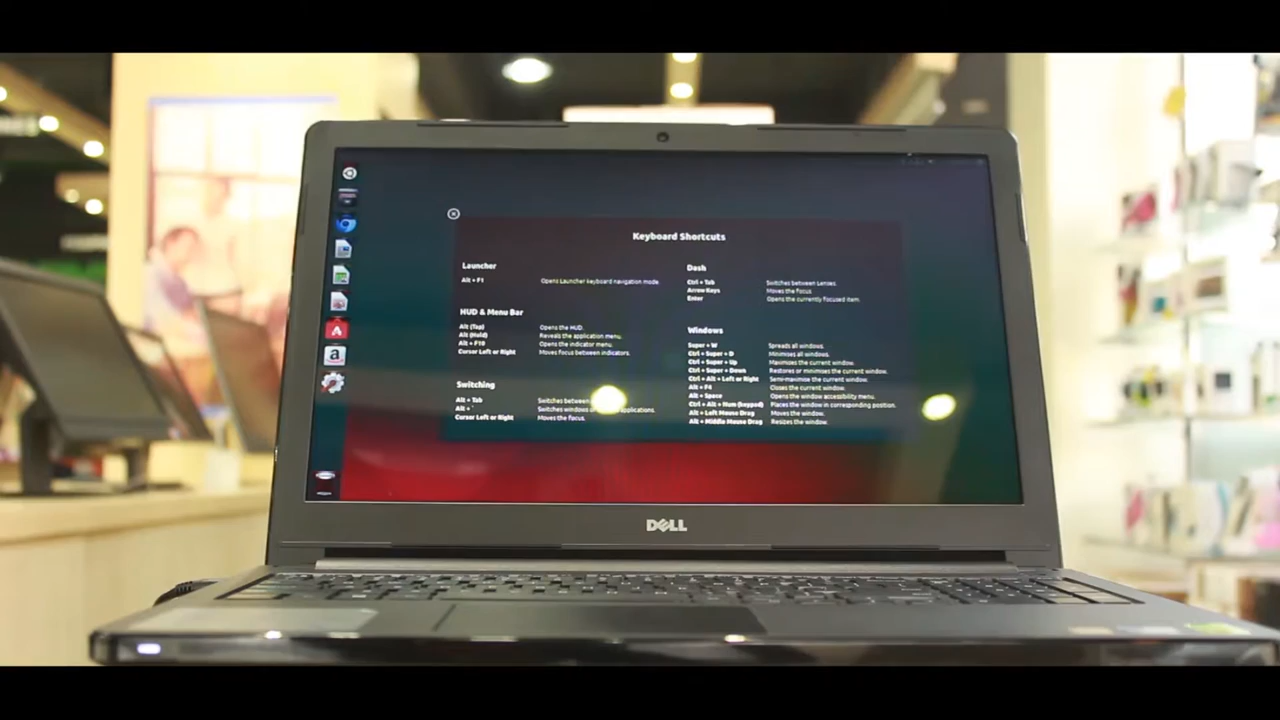 Keyboard Shortcuts
Launcher
Alt + F1 Opens Launcher keyboard navigation mode.
HUD & Menu Bar
Alt (Tap) Opens the HUD.
Alt (Hold) Reveals the application menu.
Alt + F10 Opens the indicator menu.
Cursor Left or Right Moves focus between indicators.
Switching
Alt + Tab Switches between
Alt + ` Switches windows applications.
Cursor Left or Right Moves the focus.
Dash
Ctrl + Tab Switches between Lenses.
Arrow Keys Moves the focus.
Enter Opens the currently focused item.
Windows
Super + W Spreads all windows.
Ctrl + Super + D Minimises all windows.
Ctrl + Super + Up Maximises the current window.
Ctrl + Super + Down Restores or minimises the current window.
Ctrl + Alt + Left or Right Semi-maximise the current window.
Alt + F4 Closes the current window.
Alt + Space Opens the window accessibility menu.
Ctrl + Alt + Num (keypad) Places the window in corresponding position.
Alt + Left Mouse Drag Moves the window.
Alt + Middle Mouse Drag Resizes the window.
DELL